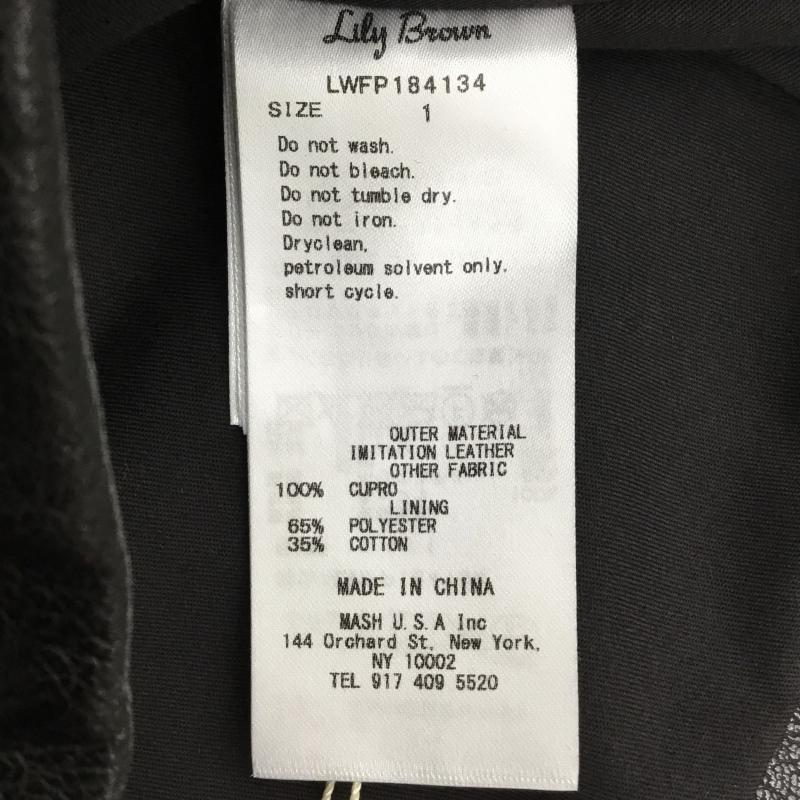 Lily Brown
LWFP184134
SIZE 1
Do not wash.
Do not bleach.
Do not tumble dry.
Do not iron.
Dryclean,
petroleum solvent only.
short cycle.
OUTER MATERIAL
IMITATION LEATHER
OTHER FABRIC
100% CUPRO
LINING
65% POLYESTER
35% COTTON
MADE IN CHINA
MASH U.S.A Inc
144 Orchard St, New York,
NY 10002
TEL 917 409 5520